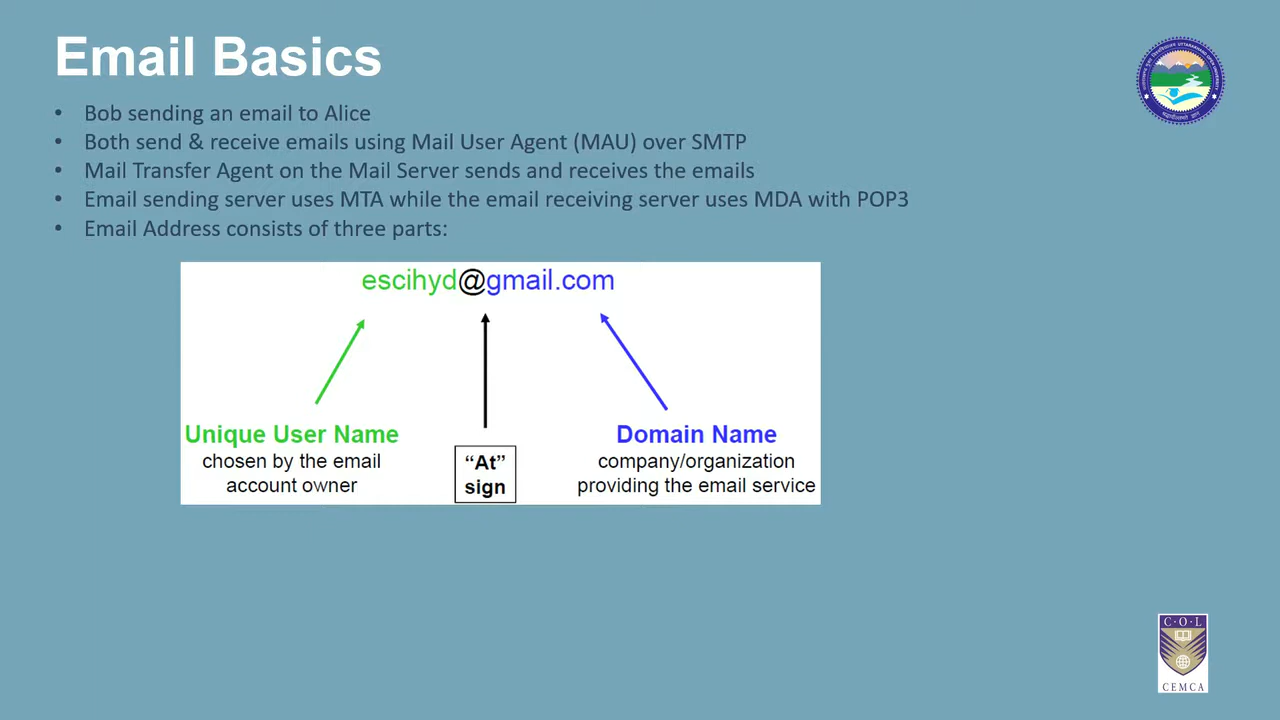 Email Basics
• Bob sending an email to Alice
• Both send & receive emails using Mail User Agent (MAU) over SMTP
• Mail Transfer Agent on the Mail Server sends and receives the emails
• Email sending server uses MTA while the email receiving server uses MDA with POP3
• Email Address consists of three parts:
escihyd@gmail.com
Unique User Name
chosen by the email
account owner
“At”
sign
Domain Name
company/organization
providing the email service
C·O·L
CEMCA